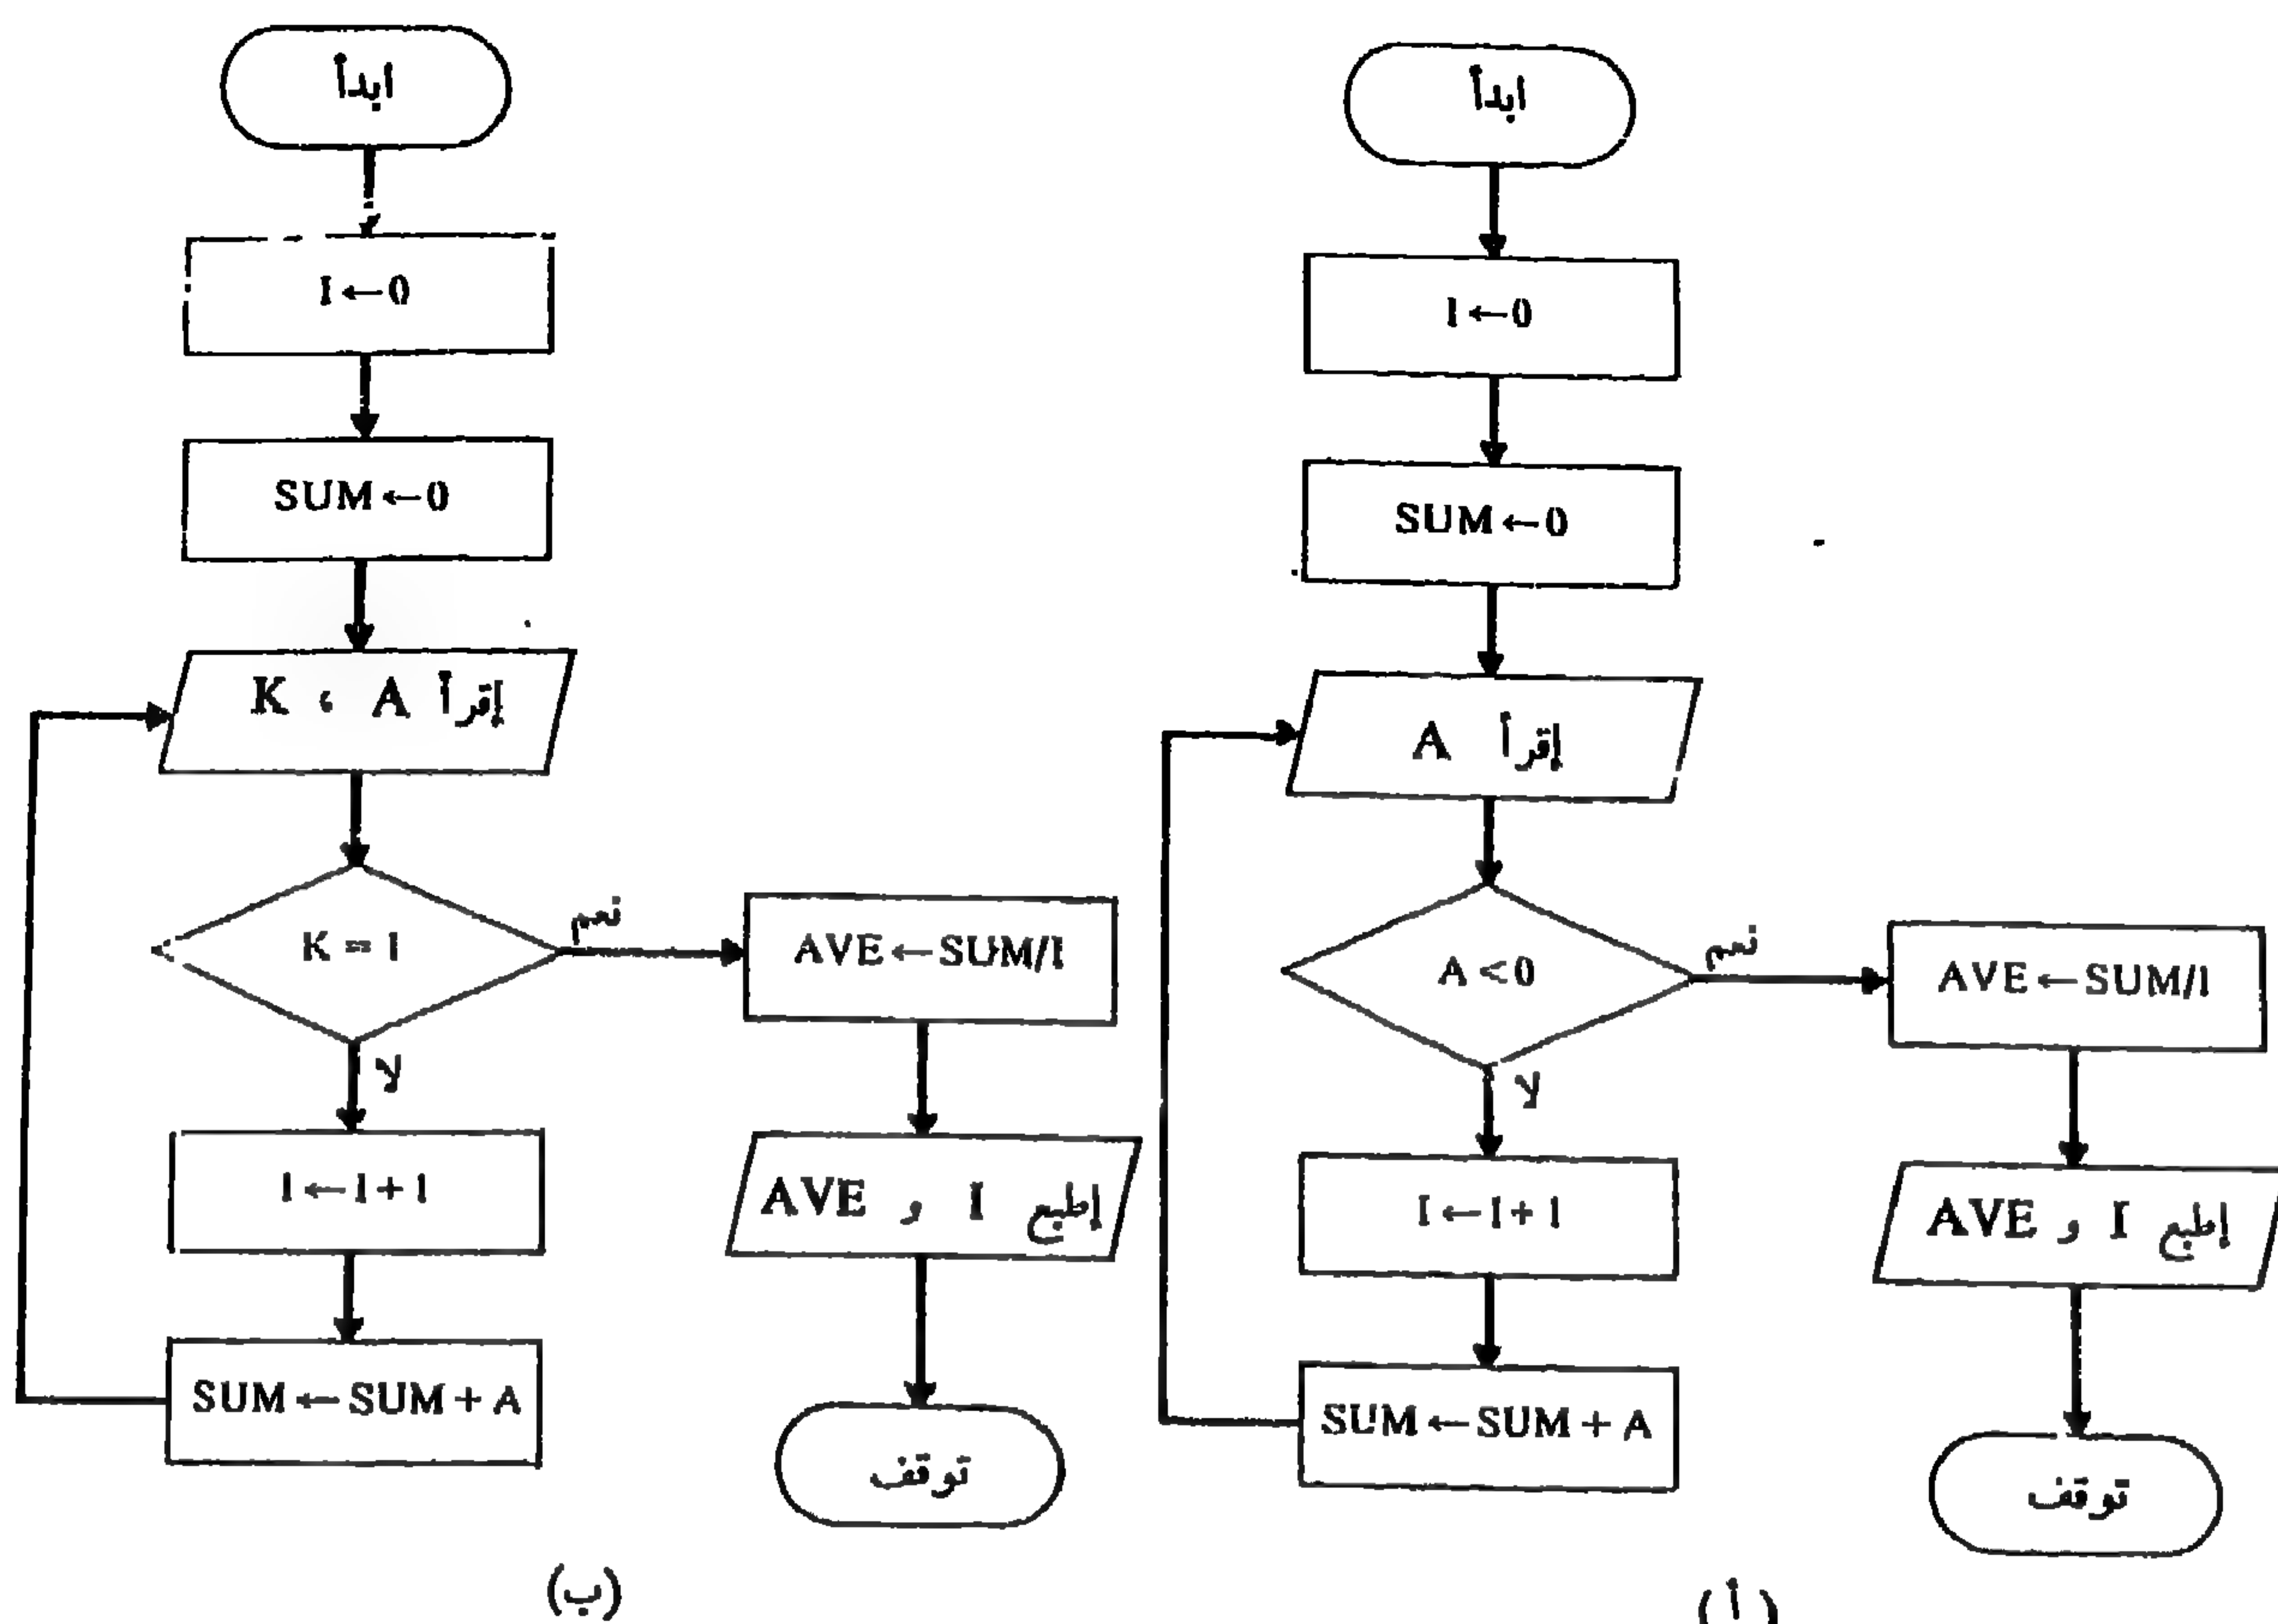 ابدأ
I←0
SUM←0
إقرأ A
A<0
نعم
لا
AVE←SUM/I
I←I+1
إطبع I و AVE
SUM←SUM+A
توقف
(أ)
ابدأ
I←0
SUM←0
إقرأ A ، K
K=1
نعم
لا
AVE←SUM/I
I←I+1
إطبع I و AVE
SUM←SUM+A
توقف
(ب)